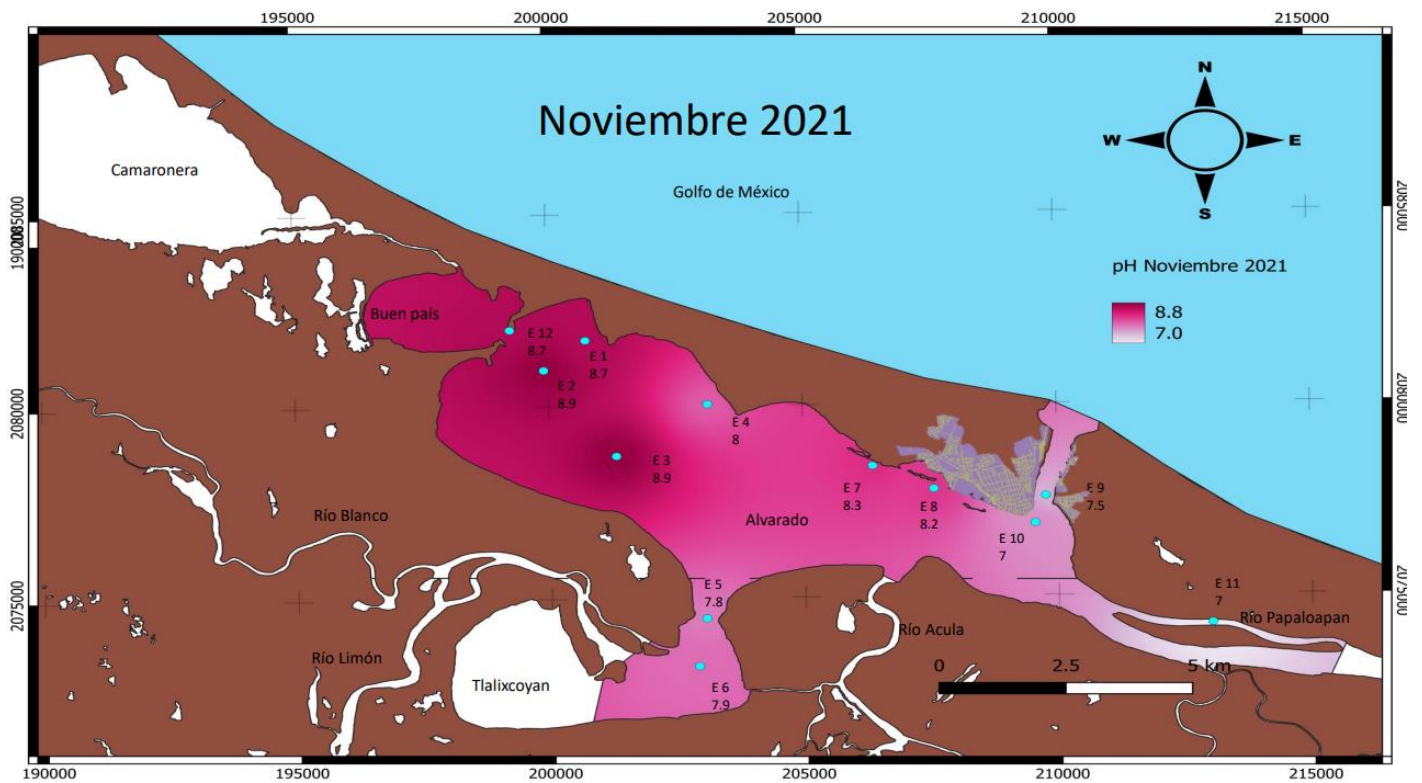 195000 200000 205000 210000 215000
Noviembre 2021
N
W E
S
Camaronera
Golfo de México
2085000
2085000
pH Noviembre 2021
8.8
7.0
Buen país
E 12
8.7
E 1
8.7
E 2
8.9
E 4
8
E 3
8.9
2080000
2080000
E 7
8.3
E 8
8.2
E 9
7.5
E 10
7
Río Blanco
Alvarado
E 5
7.8
E 11
7
Río Papaloapan
2075000
2075000
Río Acula
Río Limón
Tlalixcoyan
E 6
7.9
0 2.5 5 km
190000 195000 200000 205000 210000 215000